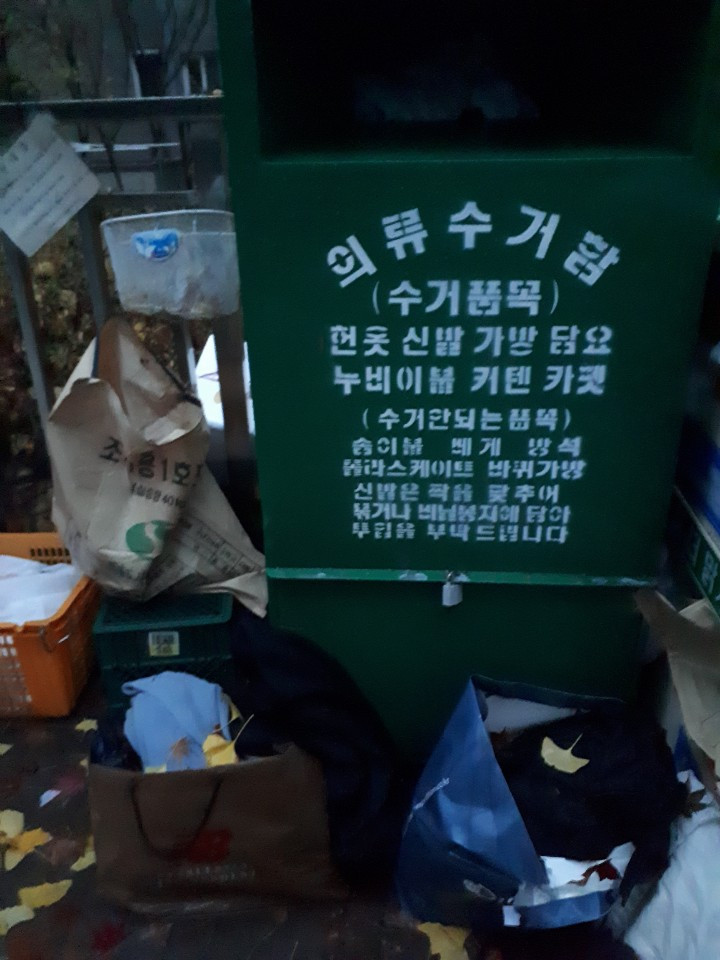 의류수거함
(수거품목)
헌옷 신발 가방 담요
누비이불 커텐 카펫
(수거안되는품목)
솜이불 베게 방석
롤라스케이트 바퀴가방
신발은 짝을 맞추어
묶거나 비닐봉지에 담아
투입을 부탁드립니다